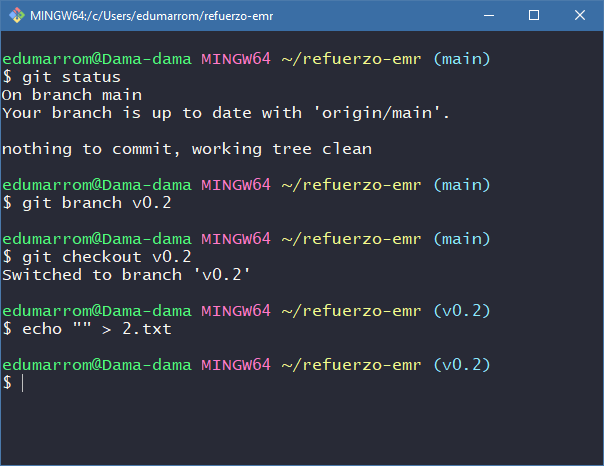 MINGW64:/c/Users/edumarrom/refuerzo-emr
edumarrom@Dama-dama MINGW64 ~/refuerzo-emr (main)
$ git status
On branch main
Your branch is up to date with 'origin/main'.
nothing to commit, working tree clean
edumarrom@Dama-dama MINGW64 ~/refuerzo-emr (main)
$ git branch v0.2
edumarrom@Dama-dama MINGW64 ~/refuerzo-emr (main)
$ git checkout v0.2
Switched to branch 'v0.2'
edumarrom@Dama-dama MINGW64 ~/refuerzo-emr (v0.2)
$ echo "" > 2.txt
edumarrom@Dama-dama MINGW64 ~/refuerzo-emr (v0.2)
$